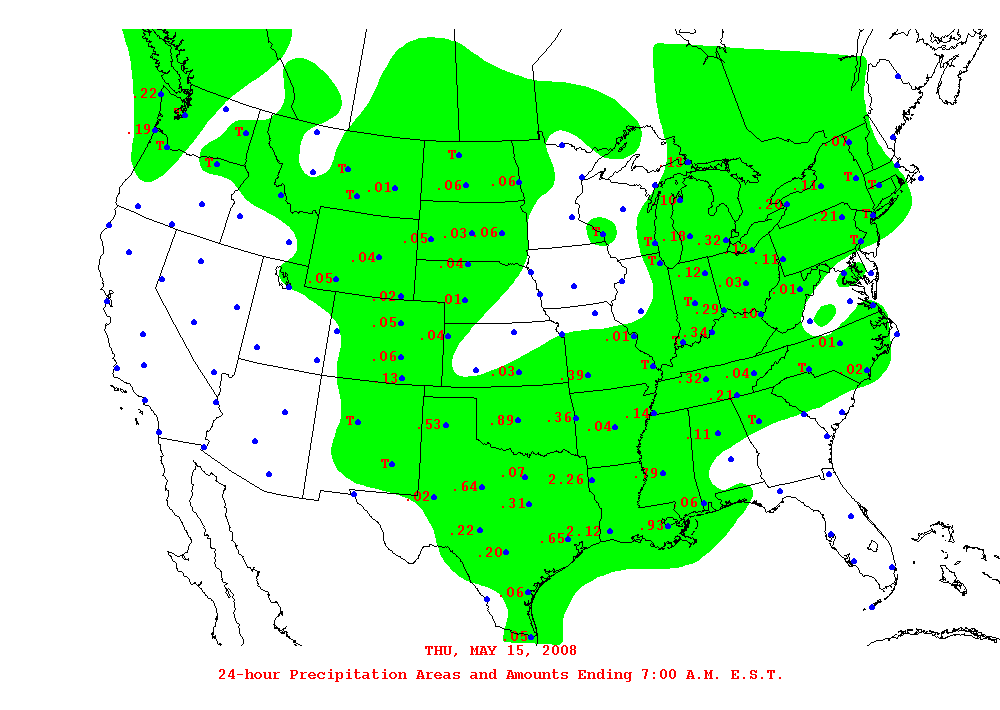 .22
.19
T
T
T
T
T
T
.01
.06
.06
.11
.10
.07
T
T
.11
.20
.21
T
T
.05
.03
.06
T
T
.18
.32
.12
.11
.04
.04
T
.12
.03
.01
.05
.02
.01
T
.29
.10
.05
.04
.01
T
.34
.01
.06
.13
.03
.39
T
.32
.04
T
.02
.21
T
.53
.89
.36
.04
.14
T
.11
T
.07
2.26
.39
.02
.64
.31
.06
.22
.65
2.12
.93
.20
.06
.05
THU, MAY 15, 2008
24-hour Precipitation Areas and Amounts Ending 7:00 A.M. E.S.T.